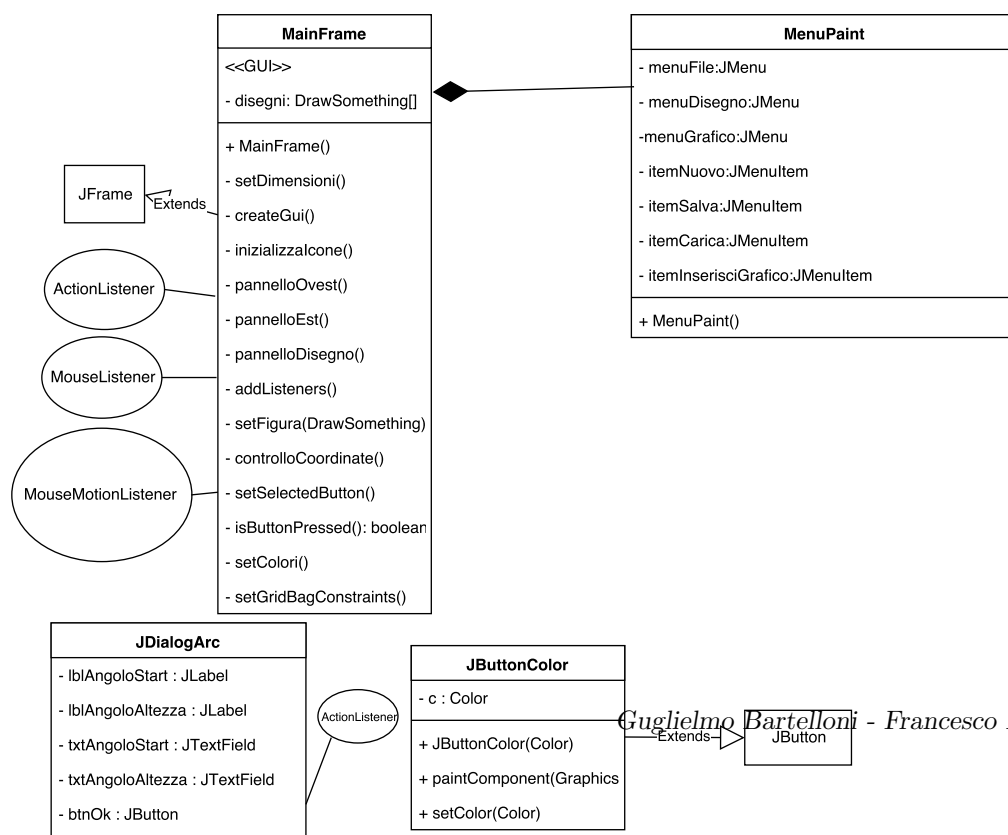 MainFrame
<<GUI>>
- disegni: DrawSomething[]
+ MainFrame()
- setDimensioni()
- createGui()
- inizializzaIcone()
- pannelloOvest()
- pannelloEst()
- pannelloDisegno()
- addListeners()
- setFigura(DrawSomething)
- controlloCoordinate()
- setSelectedButton()
- isButtonPressed(): boolean
- setColori()
- setGridBagConstraints()
MenuPaint
- menuFile:JMenu
- menuDisegno:JMenu
-menuGrafico:JMenu
- itemNuovo:JMenuItem
- itemSalva:JMenuItem
- itemCarica:JMenuItem
- itemInserisciGrafico:JMenuItem
+ MenuPaint()
JFrame
Extends
ActionListener
MouseListener
MouseMotionListener
JDialogArc
- lblAngoloStart : JLabel
- lblAngoloAltezza : JLabel
- txtAngoloStart : JTextField
- txtAngoloAltezza : JTextField
- btnOk : JButton
ActionListener
JButtonColor
- c : Color
+ JButtonColor(Color)
+ paintComponent(Graphics
+ setColor(Color)
Guglielmo Bartelloni - Francesco
Extends
JButton